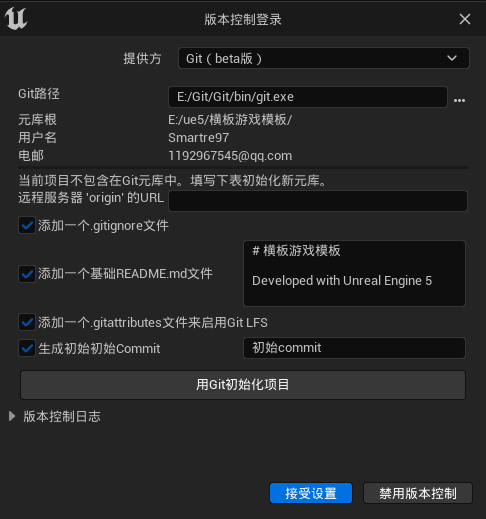 版本控制登录
提供方 Git（beta版）
Git路径 E:/Git/Git/bin/git.exe ...
元库根 E:/ue5/横板游戏模板/
用户名 Smartre97
电邮 1192967545@qq.com
当前项目不包含在Git元库中。填写下表初始化新元库。
远程服务器 'origin' 的URL
添加一个.gitignore文件
# 横板游戏模板
添加一个基础README.md文件
Developed with Unreal Engine 5
添加一个.gitattributes文件来启用Git LFS
生成初始初始Commit 初始commit
用Git初始化项目
版本控制日志
接受设置 禁用版本控制